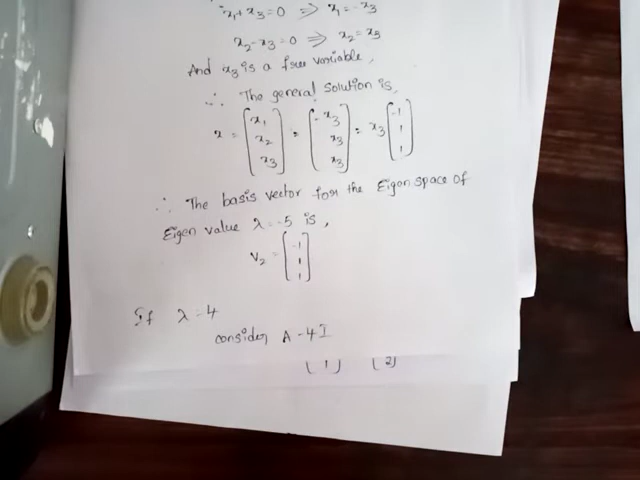 x₁+x₃=0 ⇒ x₁=-x₃
x₂-x₃=0 ⇒ x₂=x₃
And x₃ is a free variable,
∴ The general solution is,
x = [x₁ x₂ x₃] = [-x₃ x₃ x₃] = x₃ [-1 1 1]
∴ The basis vector for the Eigen space of
Eigen value λ=-5 is,
V₂ = [-1 1 1]
If λ=4
consider A-4I
[1] [2]